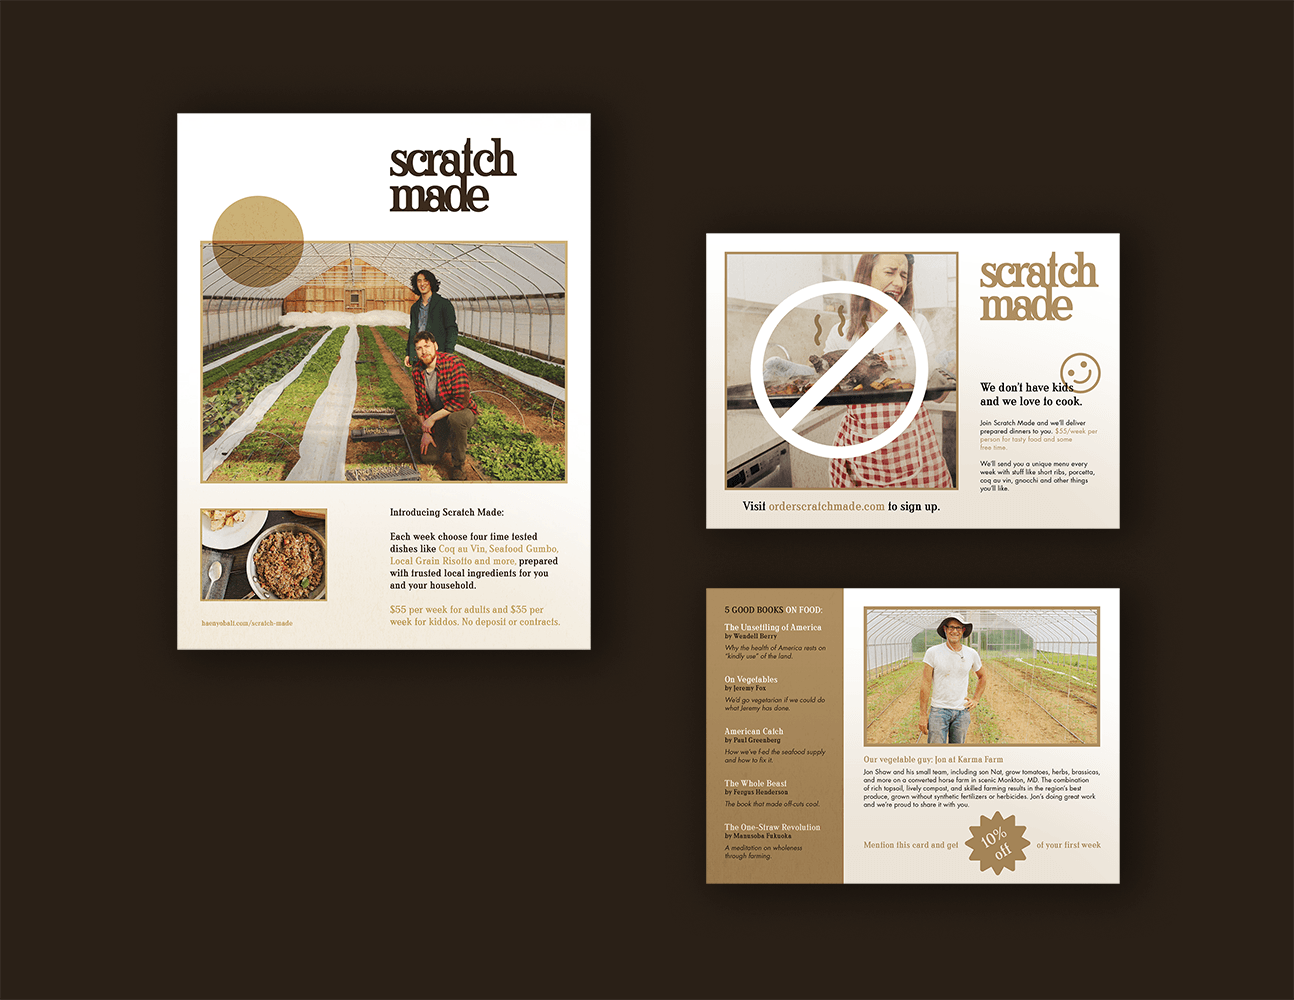 scratch
made
Introducing Scratch Made:
Each week choose four time tested
dishes like Coq au Vin, Seafood Gumbo,
Local Grain Risotto and more, prepared
with trusted local ingredients for you
and your household.
$55 per week for adults and $35 per
week for kiddos. No deposit or contracts.
haonyobalt.com/scratch-made
scratch
made
We don't have kids
and we love to cook.
Join Scratch Made and we'll deliver
prepared dinners to you. $55/week per
person for tasty food and some
free time.
We'll send you a unique menu every
week with stuff like short ribs, porcetta,
coq au vin, gnocchi and other things
you'll like.
Visit orderscratchmade.com to sign up.
5 GOOD BOOKS ON FOOD:
The Unsettling of America
by Wendell Berry
Why the health of America rests on
"kindly use" of the land.
On Vegetables
by Jeremy Fox
We'd go vegetarian if we could do
what Jeremy has done.
American Catch
by Paul Greenberg
How we've f-ed the seafood supply
and how to fix it.
The Whole Beast
by Fergus Henderson
The book that made off-cuts cool.
The One-Straw Revolution
by Manusoba Fukuoka
A meditation on wholeness
through farming.
Our vegetable guy: Jon at Karma Farm
Jon Shaw and his small team, including son Nat, grow tomatoes, herbs, brassicas,
and more on a converted horse farm in scenic Monkton, MD. The combination
of rich topsoil, lively compost, and skilled farming results in the region's best
produce, grown without synthetic fertilizers or herbicides. Jon's doing great work
and we're proud to share it with you.
Mention this card and get
10%
off
of your first week